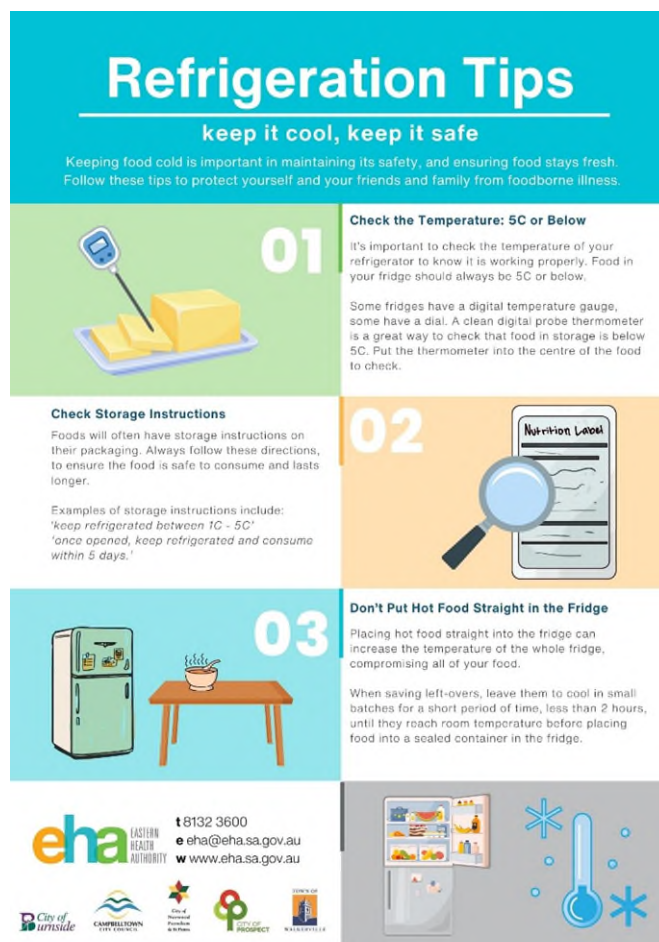 Refrigeration Tips
keep it cool, keep it safe
Keeping food cold is important in maintaining its safety, and ensuring food stays fresh.
Follow these tips to protect yourself and your friends and family from foodborne illness.
01
Check the Temperature: 5C or Below
It's important to check the temperature of your
refrigerator to know it is working properly. Food in
your fridge should always be 5C or below.
Some fridges have a digital temperature gauge,
some have a dial. A clean digital probe thermometer
is a great way to check that food in storage is below
5C. Put the thermometer into the centre of the food
to check.
Check Storage Instructions
Foods will often have storage instructions on
their packaging. Always follow these directions,
to ensure the food is safe to consume and lasts
longer.
Examples of storage instructions include:
'keep refrigerated between 1C - 5C'
'once opened, keep refrigerated and consume
within 5 days.'
02
Nutrition Label
03
Don't Put Hot Food Straight in the Fridge
Placing hot food straight into the fridge can
increase the temperature of the whole fridge,
compromising all of your food.
When saving left-overs, leave them to cool in small
batches for a short period of time, less than 2 hours,
until they reach room temperature before placing
food into a sealed container in the fridge.
eha
EASTERN
HEALTH
AUTHORITY
t 8132 3600
e eha@eha.sa.gov.au
w www.eha.sa.gov.au
City of
Burnside
CAMPBELLTOWN
CITY COUNCIL
City of
Norwood
Payneham
& St Peters
CITY OF
PROSPECT
TOWN OF
WALKERVILLE